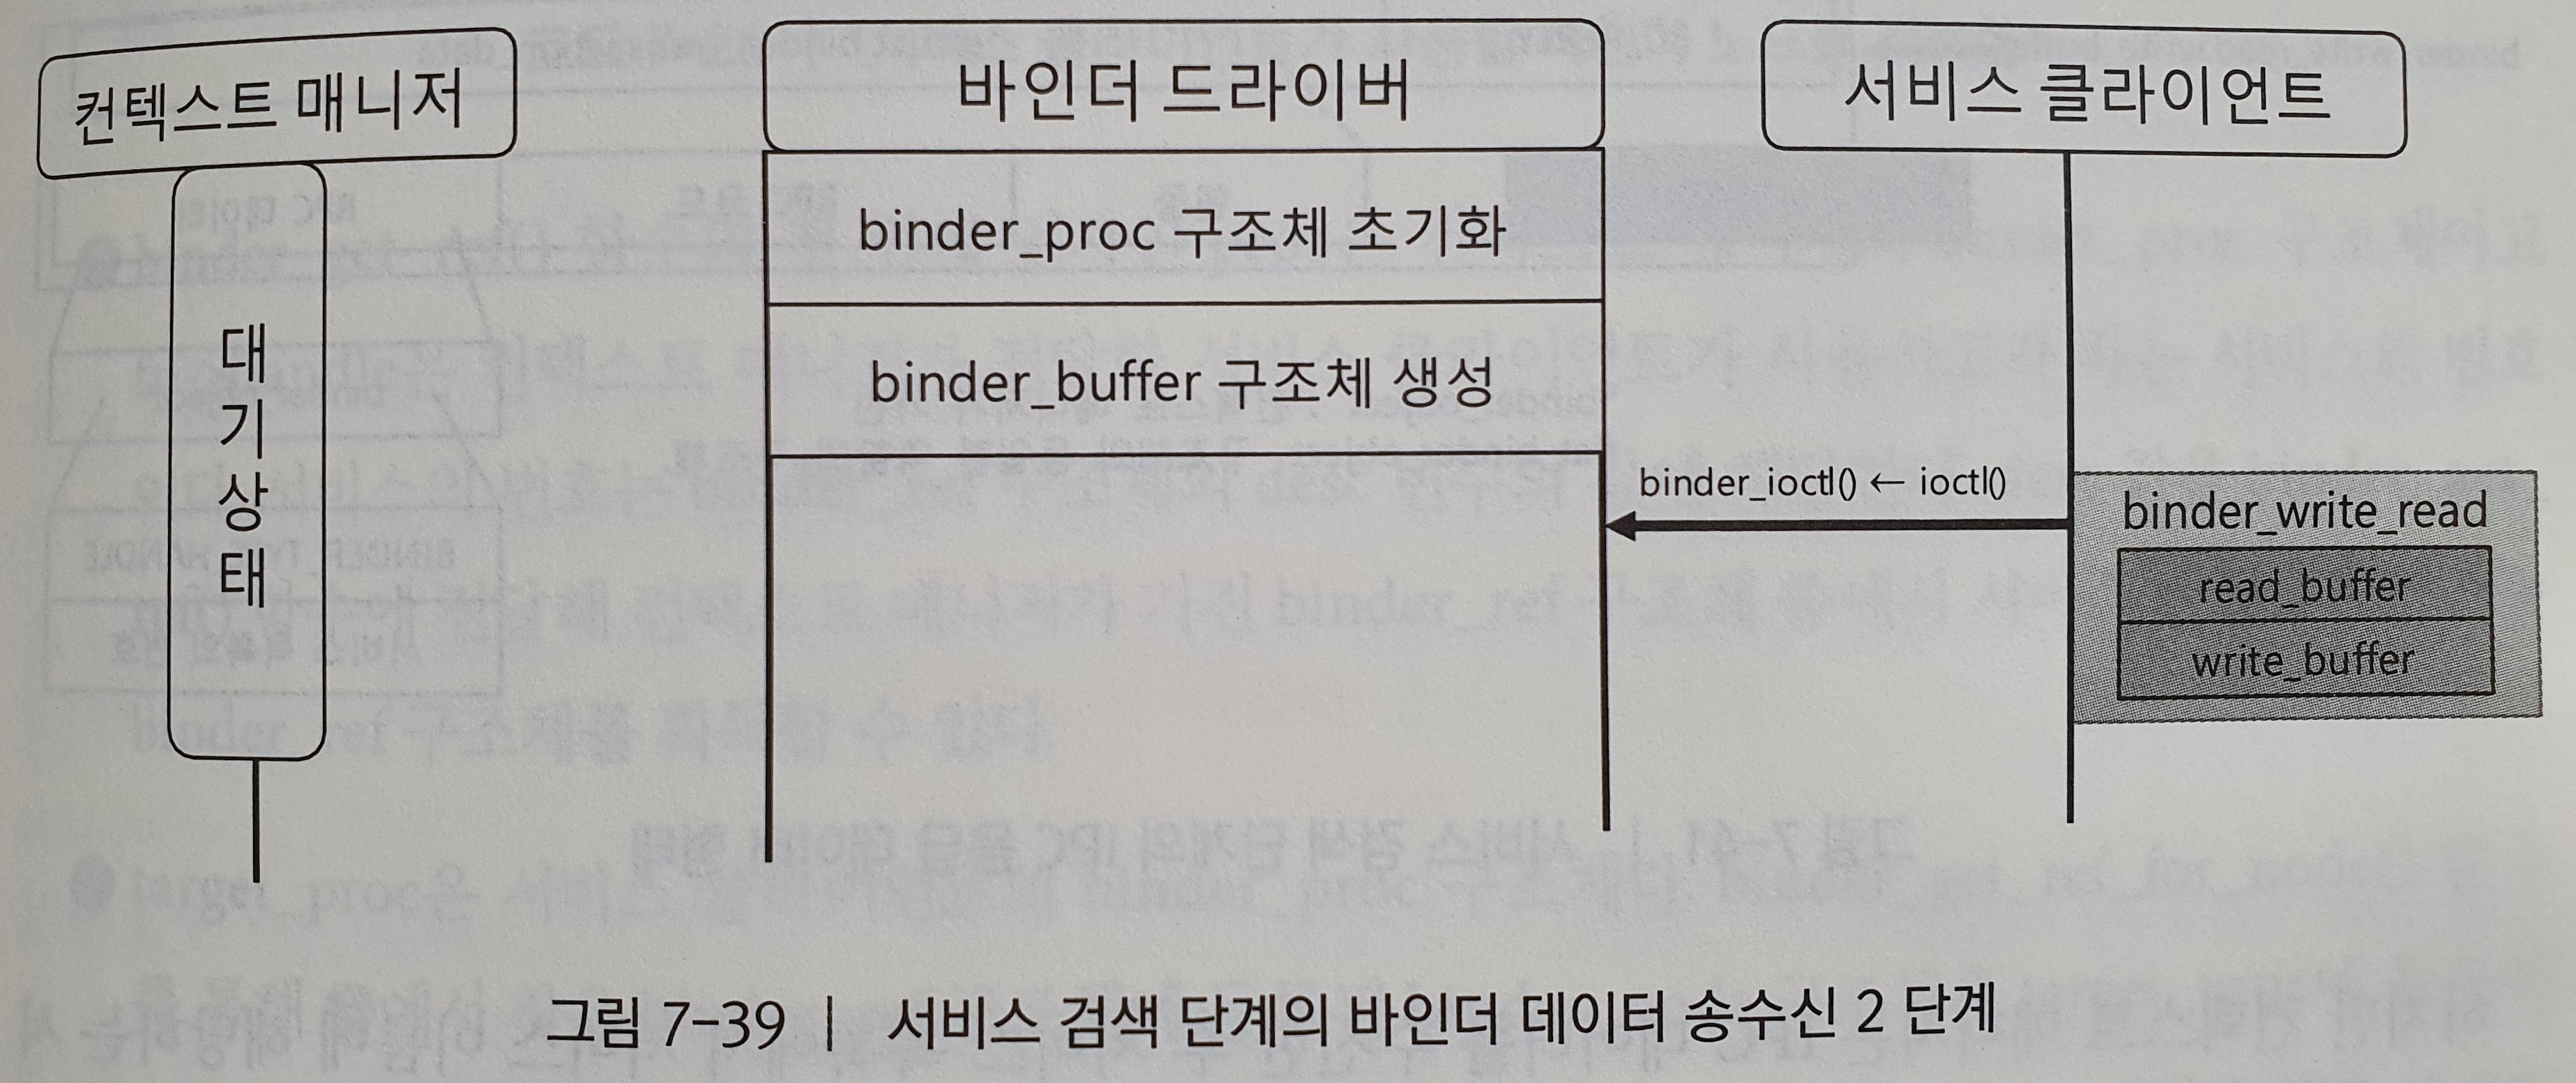 컨텍스트 매니저
바인더 드라이버
서비스 클라이언트
binder_proc 구조체 초기화
binder_buffer 구조체 생성
대
기
상
태
binder_ioctl() ← ioctl()
binder_write_read
read_buffer
write_buffer
그림 7-39 | 서비스 검색 단계의 바인더 데이터 송수신 2 단계